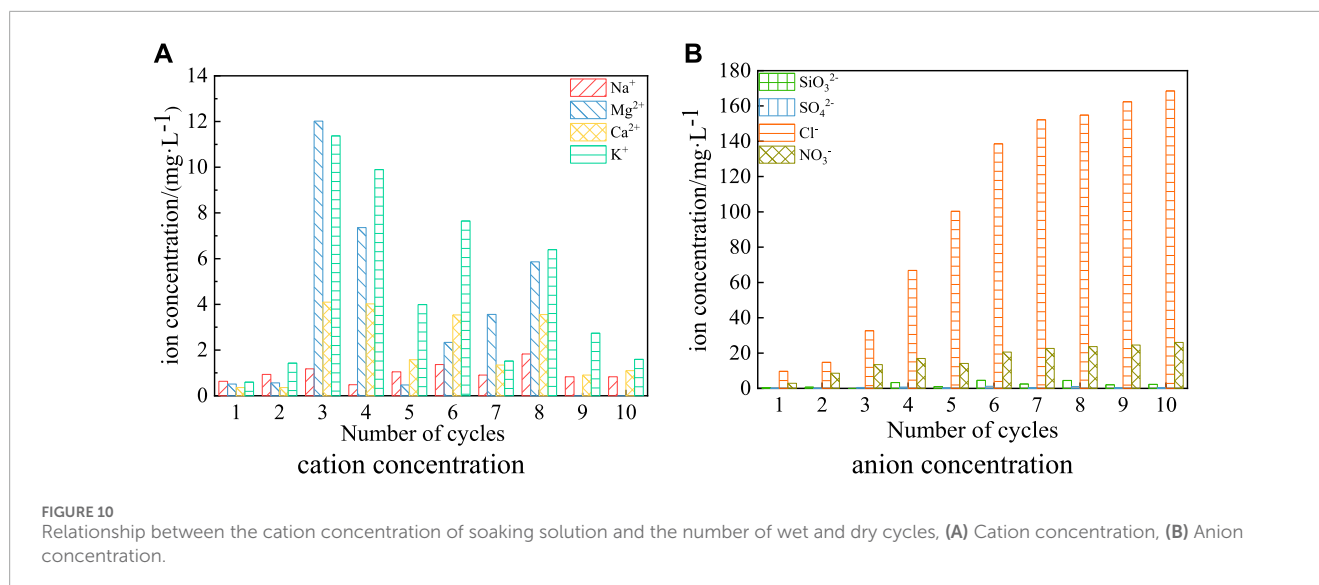 A
14
12
10
8
6
4
2
0
ion concentration/(mg·L⁻¹)
Na⁺
Mg²⁺
Ca²⁺
K⁺
1 2 3 4 5 6 7 8 9 10
Number of cycles
cation concentration
B
180
160
140
120
100
80
60
40
20
0
ion concentration/mg·L⁻¹
SiO₃²⁻
SO₄²⁻
Cl⁻
NO₃⁻
1 2 3 4 5 6 7 8 9 10
Number of cycles
anion concentration
FIGURE 10
Relationship between the cation concentration of soaking solution and the number of wet and dry cycles, (A) Cation concentration, (B) Anion
concentration.